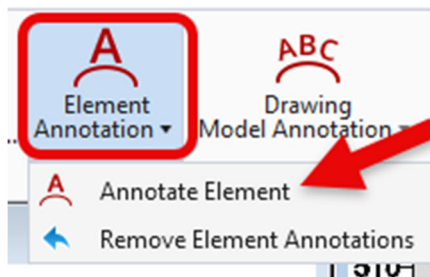 A
ABC
Element
Annotation
Drawing
Model Annotation
A
Annotate Element
Remove Element Annotations